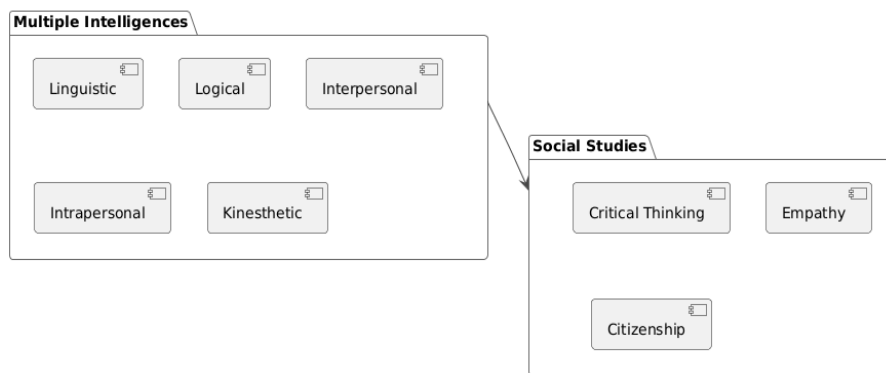 Multiple Intelligences
Linguistic
Logical
Interpersonal
Intrapersonal
Kinesthetic
Social Studies
Critical Thinking
Empathy
Citizenship